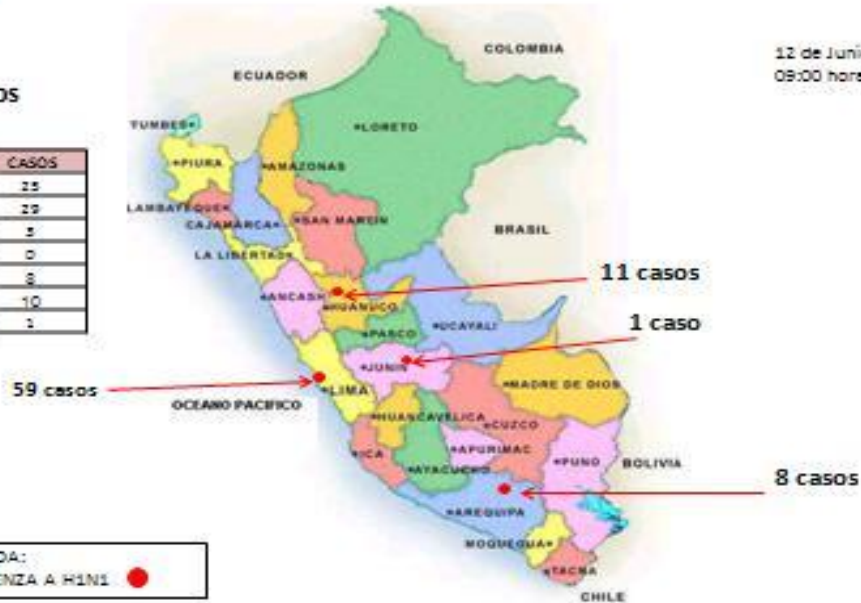 12 de Juni
09:00 hora
OS
CASOS
29
0
8
10
1
COLOMBIA
ECUADOR
TUMBES
LORETO
PIURA
AMAZONAS
LAMBAYEQUE
CAJAMARCA
SAN MARTIN
BRASIL
LA LIBERTAD
11 casos
ANCASH
HUANUCO
1 caso
PASCO
UCAYALI
JUNIN
59 casos
LIMA
MADRE DE DIOS
OCEANO PACIFICO
HUANCAVELICA
CUZCO
ICA
APURIMAC
AYACUCHO
PUNO
BOLIVIA
8 casos
AREQUIPA
MOQUEGUA
TACNA
CHILE
DA:
ENZA A H1N1